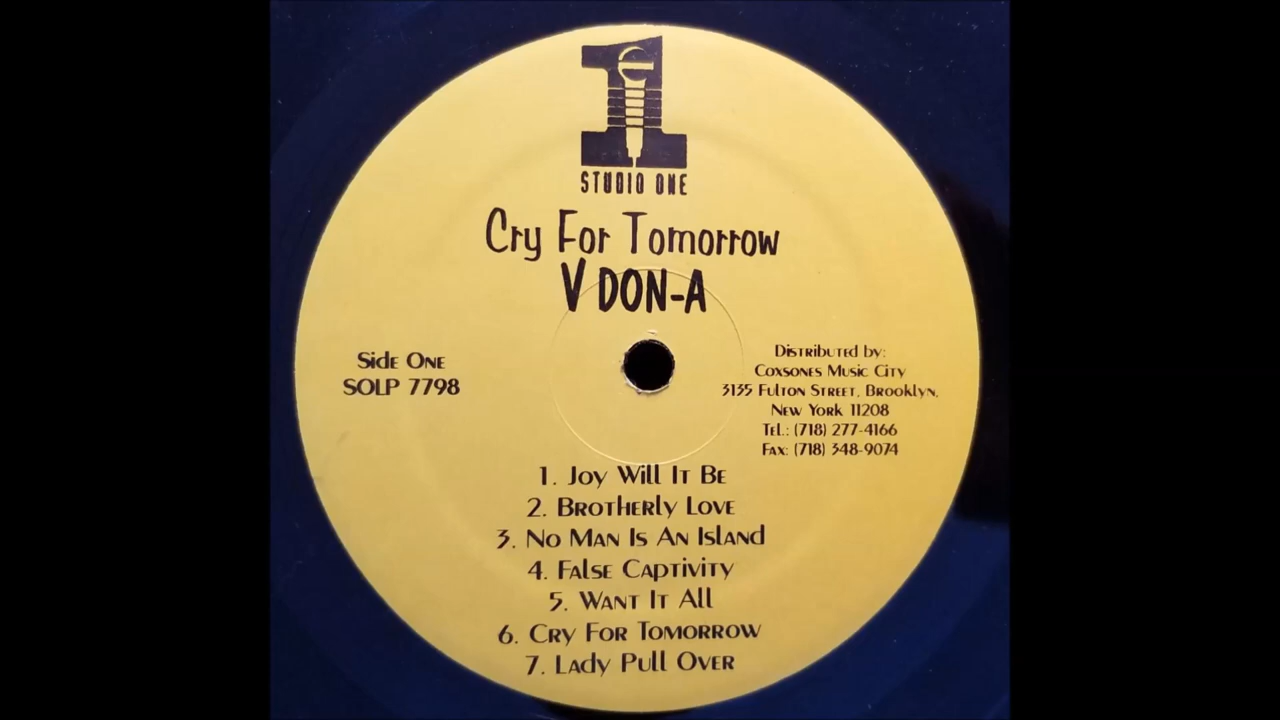 1
STUDIO ONE
Cry For Tomorrow
V DON-A
Side One
SOLP 7798
Distributed by:
Coxsones Music City
3135 Fulton Street, Brooklyn,
New York 11208
Tel.: (718) 277-4166
Fax: (718) 348-9074
1. Joy Will It Be
2. Brotherly Love
3. No Man Is An Island
4. False Captivity
5. Want It All
6. Cry For Tomorrow
7. Lady Pull Over